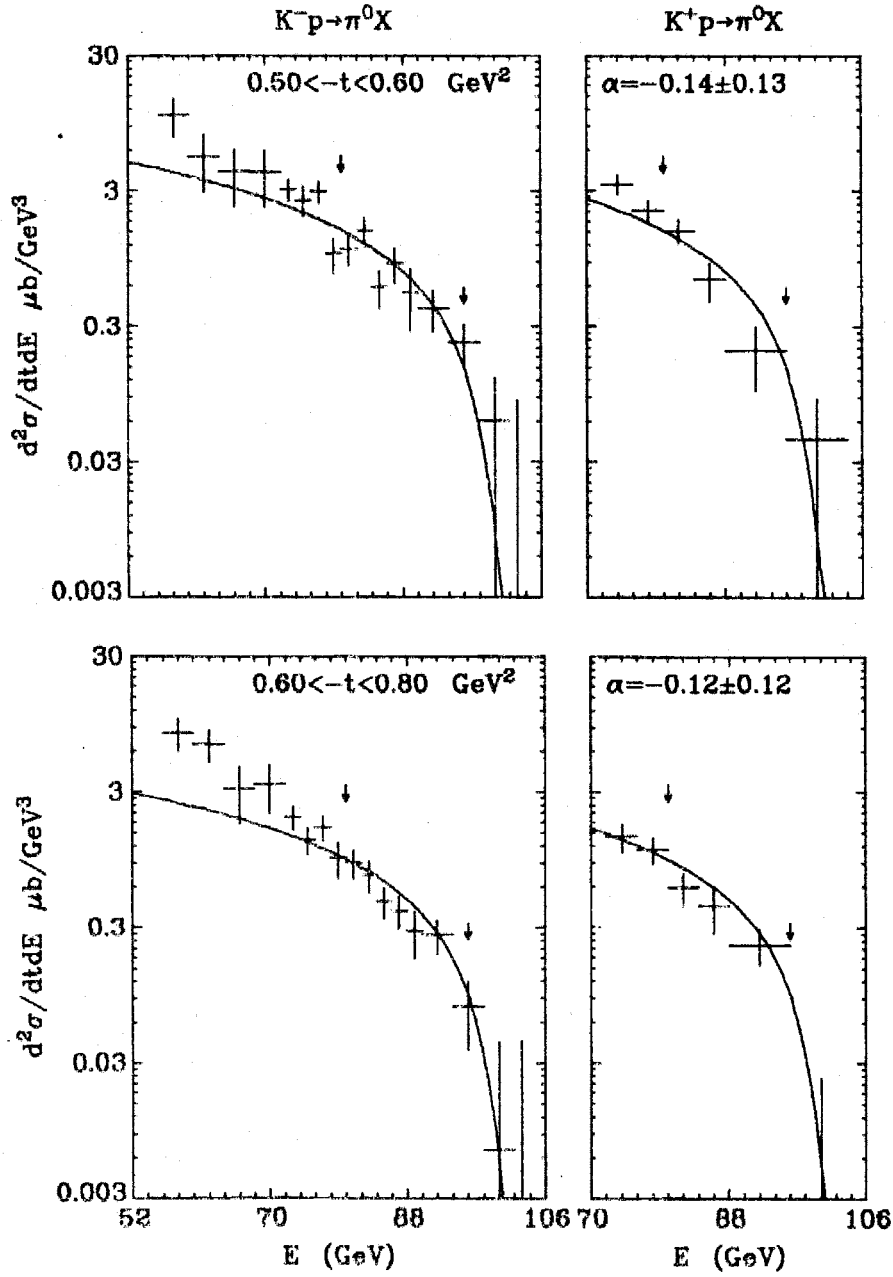 K⁻p→π⁰X
K⁺p→π⁰X
30
0.50<-t<0.60 GeV²
α=-0.14±0.13
3
0.3
0.03
0.003
d²σ/dtdE μb/GeV³
30
0.60<-t<0.80 GeV²
α=-0.12±0.12
3
0.3
0.03
0.003
d²σ/dtdE μb/GeV³
52 70 88 106
70 88 106
E (GeV)
E (GeV)